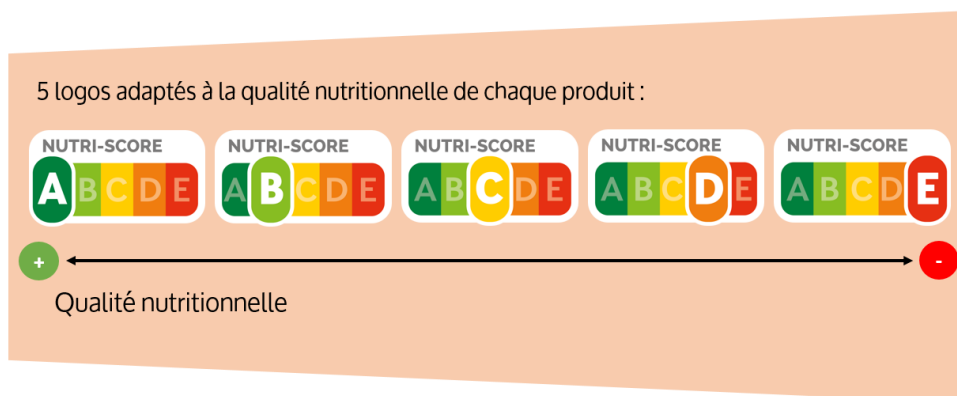 5 logos adaptés à la qualité nutritionnelle de chaque produit :
NUTRI-SCORE
A B C D E
NUTRI-SCORE
A B C D E
NUTRI-SCORE
A B C D E
NUTRI-SCORE
A B C D E
NUTRI-SCORE
A B C D E
+ -
Qualité nutritionnelle